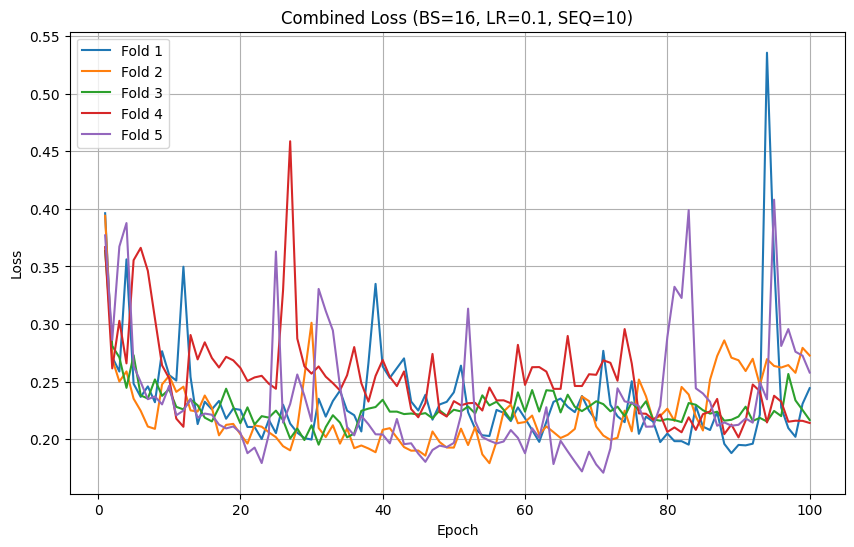 Combined Loss (BS=16, LR=0.1, SEQ=10)
0.55
0.50
0.45
0.40
0.35
0.30
0.25
0.20
Loss
Fold 1
Fold 2
Fold 3
Fold 4
Fold 5
0 20 40 60 80 100
Epoch